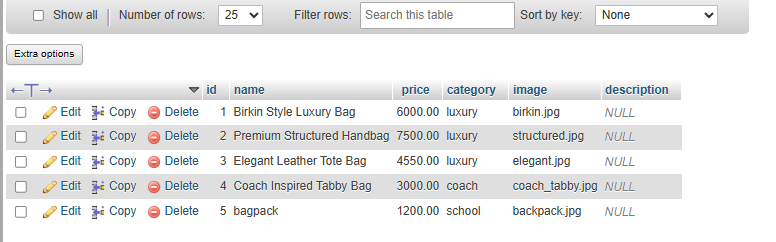 Show all Number of rows: 25 Filter rows: Search this table Sort by key: None
Extra options
←T→ id name price category image description
Edit Copy Delete 1 Birkin Style Luxury Bag 6000.00 luxury birkin.jpg NULL
Edit Copy Delete 2 Premium Structured Handbag 7500.00 luxury structured.jpg NULL
Edit Copy Delete 3 Elegant Leather Tote Bag 4550.00 luxury elegant.jpg NULL
Edit Copy Delete 4 Coach Inspired Tabby Bag 3000.00 coach coach_tabby.jpg NULL
Edit Copy Delete 5 bagpack 1200.00 school backpack.jpg NULL